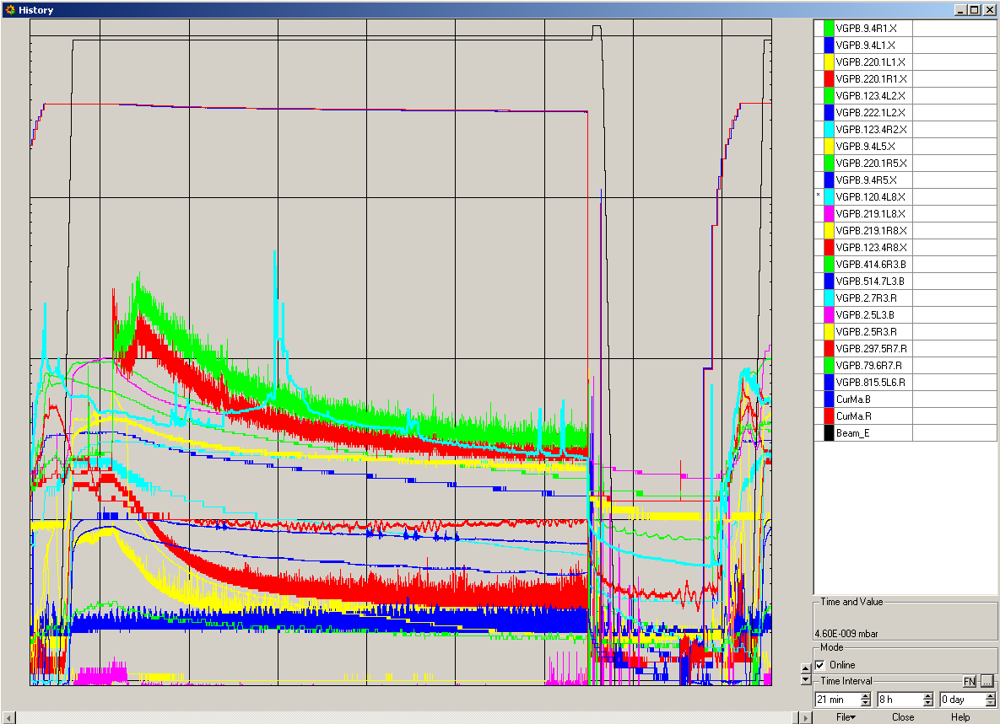 History
VGPB.9.4R1.X
VGPB.9.4L1.X
VGPB.220.1L1.X
VGPB.220.1R1.X
VGPB.123.4L2.X
VGPB.222.1L2.X
VGPB.123.4R2.X
VGPB.9.4L5.X
VGPB.220.1R5.X
VGPB.9.4R5.X
* VGPB.120.4L8.X
VGPB.219.1L8.X
VGPB.219.1R8.X
VGPB.123.4R8.X
VGPB.414.6R3.B
VGPB.514.7L3.B
VGPB.2.7R3.R
VGPB.2.5L3.B
VGPB.2.5R3.R
VGPB.297.5R7.R
VGPB.79.6R7.R
VGPB.815.5L6.R
CurMa.B
CurMa.R
Beam_E
Time and Value
4.60E-009 mbar
Mode
Online
Time Interval FN ...
21 min 8 h 0 day
File Close Help